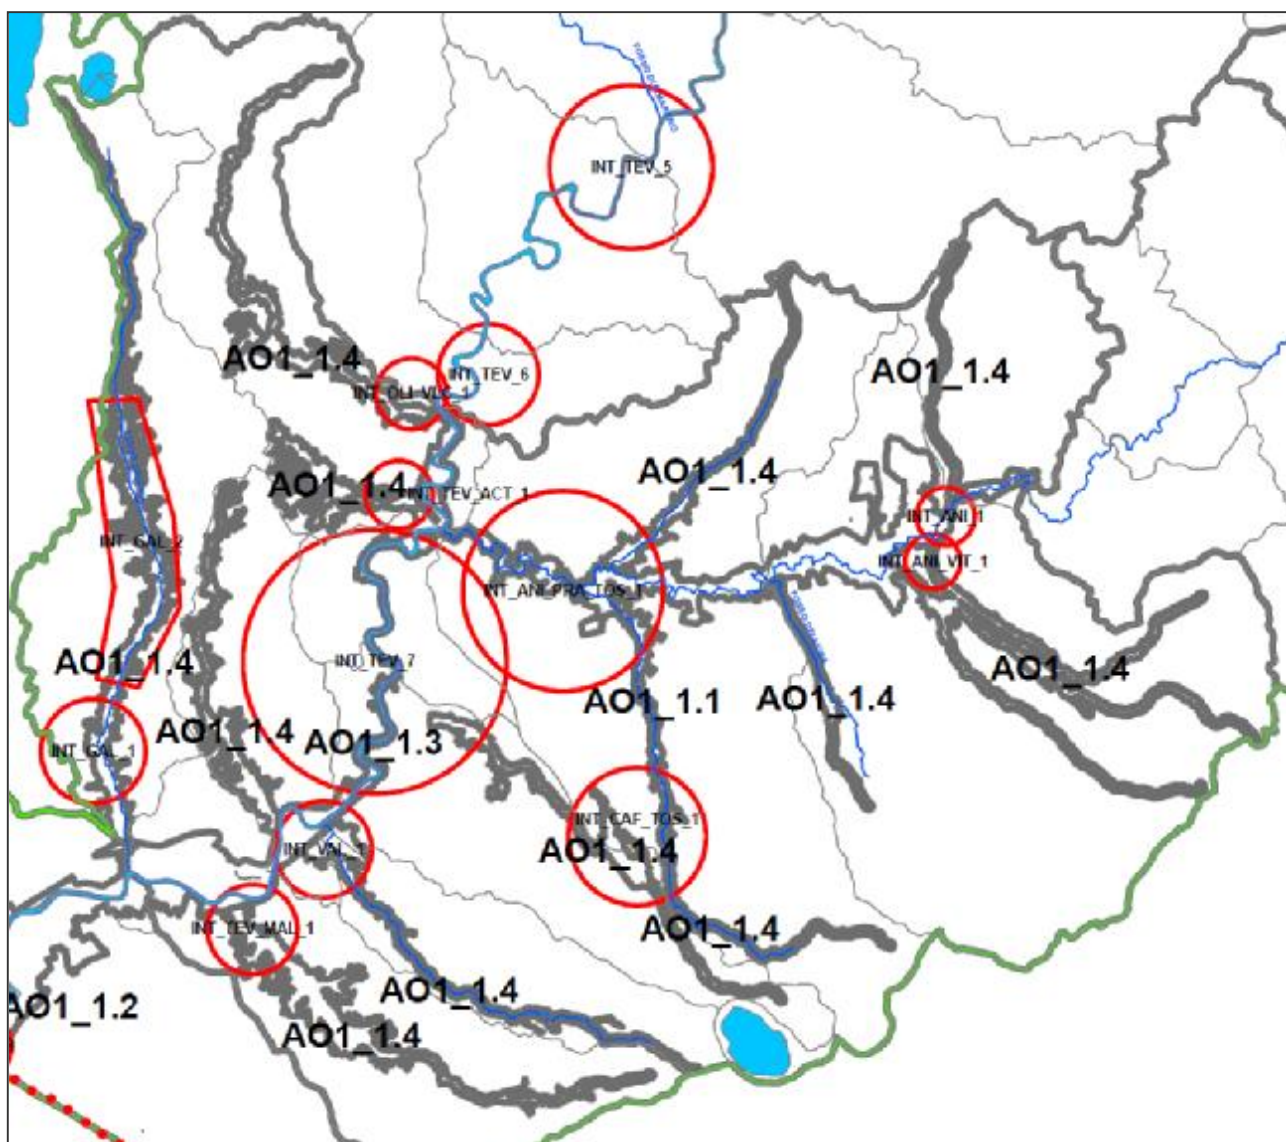 INT_TEV_5
AO1_1.4
INT_TEV_6
INT_OLI_VLC_1
AO1_1.4
AO1_1.4
AO1_1.4
INT_TEV_ACT_1
INT_ANI_1
INT_GAL_2
INT_ANI_VIT_1
INT_ANI_PRA_TOS_1
AO1_1.4
INT_TEV_7
AO1_1.4
AO1_1.1
AO1_1.4
AO1_1.4
AO1_1.3
INT_GAL_1
INT_CAF_TOS_1
INT_VAL_1
AO1_1.4
INT_TEV_MAL_1
AO1_1.4
AO1_1.4
AO1_1.2
AO1_1.4